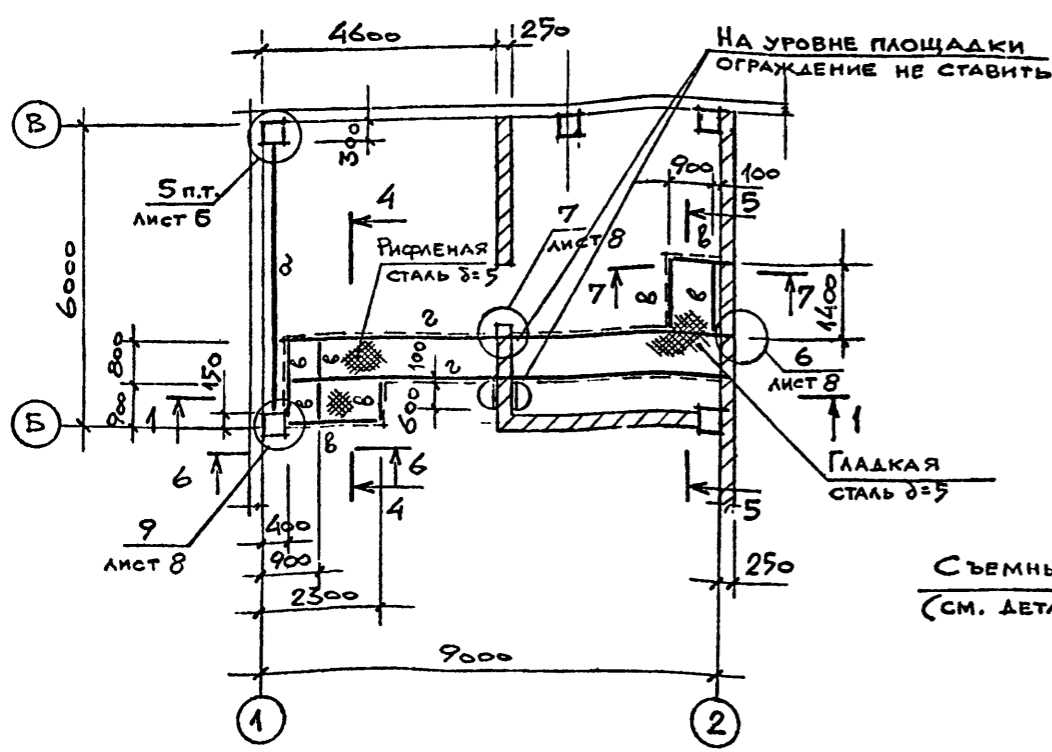 4600
250
На уровне площадки
ограждение не ставить
В
300
5 п.т.
лист 5
900
100
4
5
7
лист 8
в
Рифленая
сталь δ=5
7
в
в
7
1400
6000
а
г
800
150
в
в
100
г
6
лист 8
900
1
в
в
600
1
Б
в
6
6
4
5
Гладкая
сталь δ=5
9
лист 8
400
900
2300
250
Съемны
(см. дета
9000
1
2